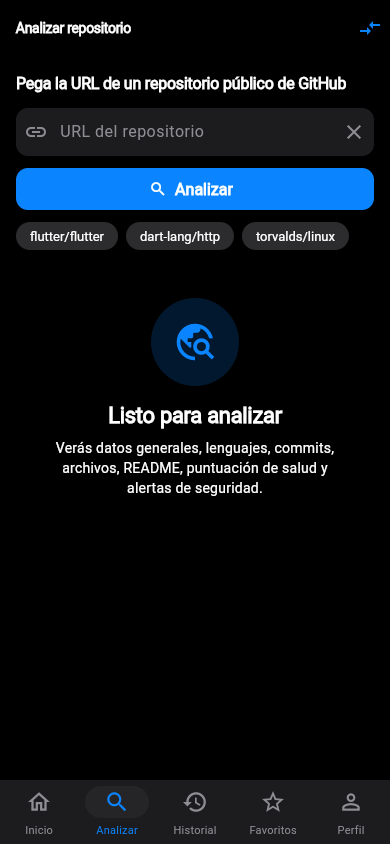 Analizar repositorio
Pega la URL de un repositorio público de GitHub
URL del repositorio
Analizar
flutter/flutter
dart-lang/http
torvalds/linux
Listo para analizar
Verás datos generales, lenguajes, commits,
archivos, README, puntuación de salud y
alertas de seguridad.
Inicio
Analizar
Historial
Favoritos
Perfil